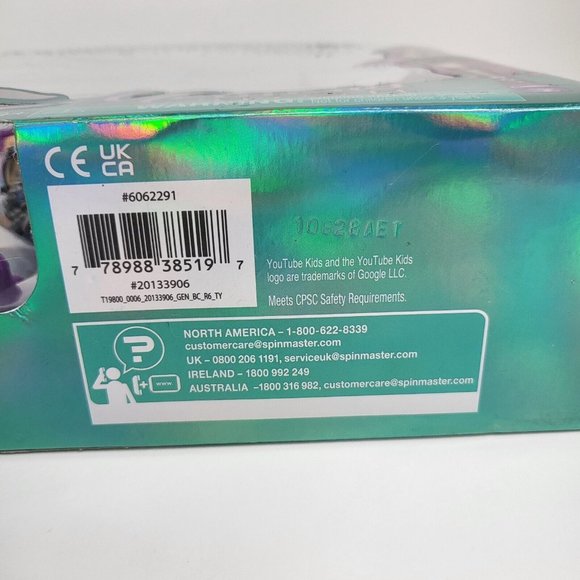 CE UK
CA
#6062291
10628AET
7 78988 38519 7
#20133906
T19800_0006_20133906_GEN_BC_R6_TY
YouTube Kids and the YouTube Kids
logo are trademarks of Google LLC.
Meets CPSC Safety Requirements.
NORTH AMERICA – 1-800-622-8339
customercare@spinmaster.com
UK – 0800 206 1191, serviceuk@spinmaster.com
IRELAND - 1800 992 249
AUSTRALIA -1800 316 982, customercare@spinmaster.com
?
+ www